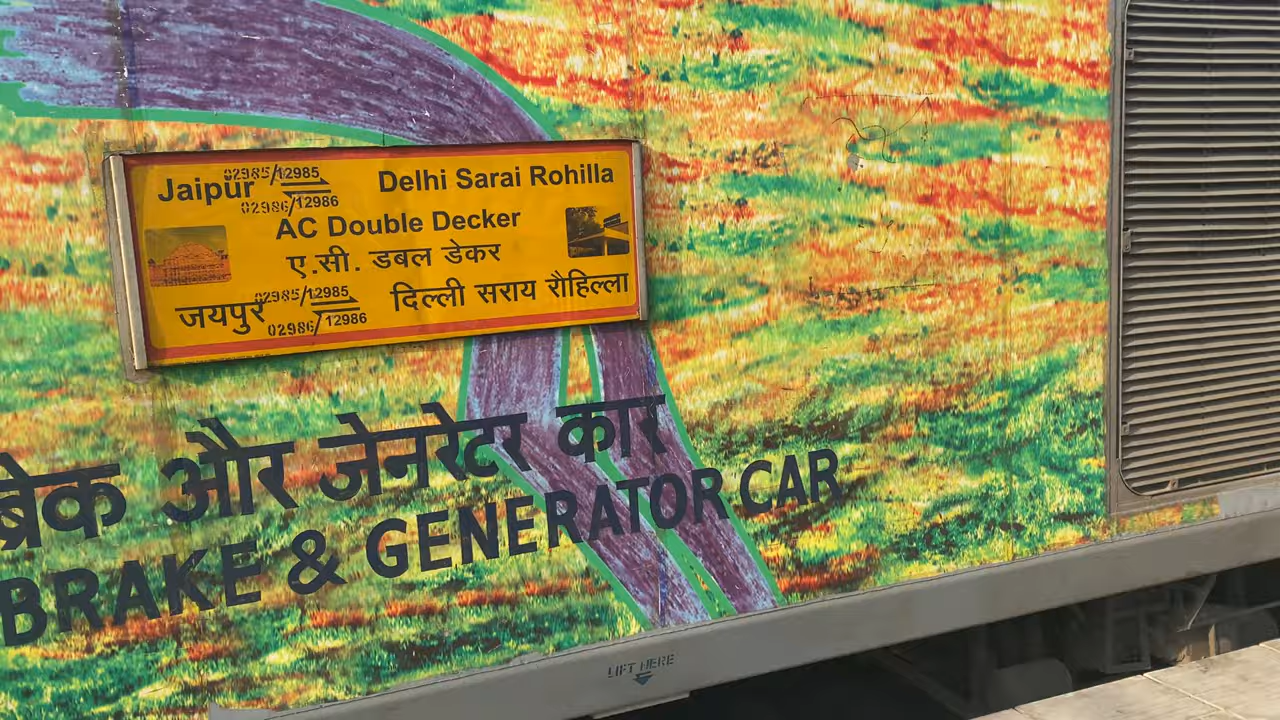 Jaipur 02985/12985 Delhi Sarai Rohilla
02986/12986
AC Double Decker
ए.सी. डबल डेकर
जयपुर 02985/12985 दिल्ली सराय रौहिल्ला
02986/12986
ब्रेक और जेनरेटर कार
BRAKE & GENERATOR CAR
LIFT HERE